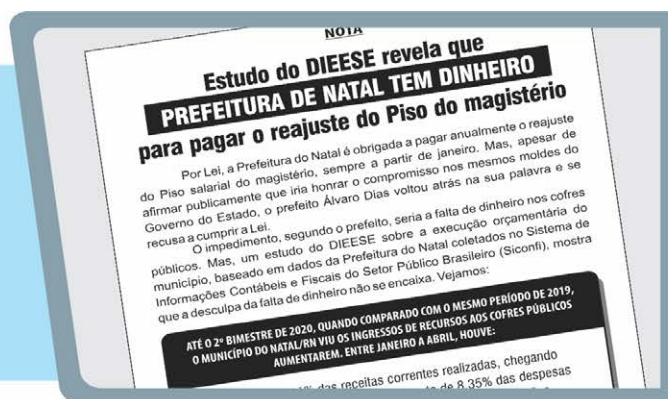 NOTA
Estudo do DIEESE revela que
PREFEITURA DE NATAL TEM DINHEIRO
para pagar o reajuste do Piso do magistério
Por Lei, a Prefeitura do Natal é obrigada a pagar anualmente o reajuste
do Piso salarial do magistério, sempre a partir de janeiro. Mas, apesar de
afirmar publicamente que iria honrar o compromisso nos mesmos moldes do
Governo do Estado, o prefeito Álvaro Dias voltou atrás na sua palavra e se
recusa a cumprir a Lei.
O impedimento, segundo o prefeito, seria a falta de dinheiro nos cofres
públicos. Mas, um estudo do DIEESE sobre a execução orçamentária do
município, baseado em dados da Prefeitura do Natal coletados no Sistema de
Informações Contábeis e Fiscais do Setor Público Brasileiro (Siconfi), mostra
que a desculpa da falta de dinheiro não se encaixa. Vejamos:
ATÉ O 2º BIMESTRE DE 2020, QUANDO COMPARADO COM O MESMO PERÍODO DE 2019,
O MUNICÍPIO DO NATAL/RN VIU OS INGRESSOS DE RECURSOS AOS COFRES PÚBLICOS
AUMENTAREM. ENTRE JANEIRO A ABRIL, HOUVE:
das receitas correntes realizadas, chegando
de 8,35% das despesas